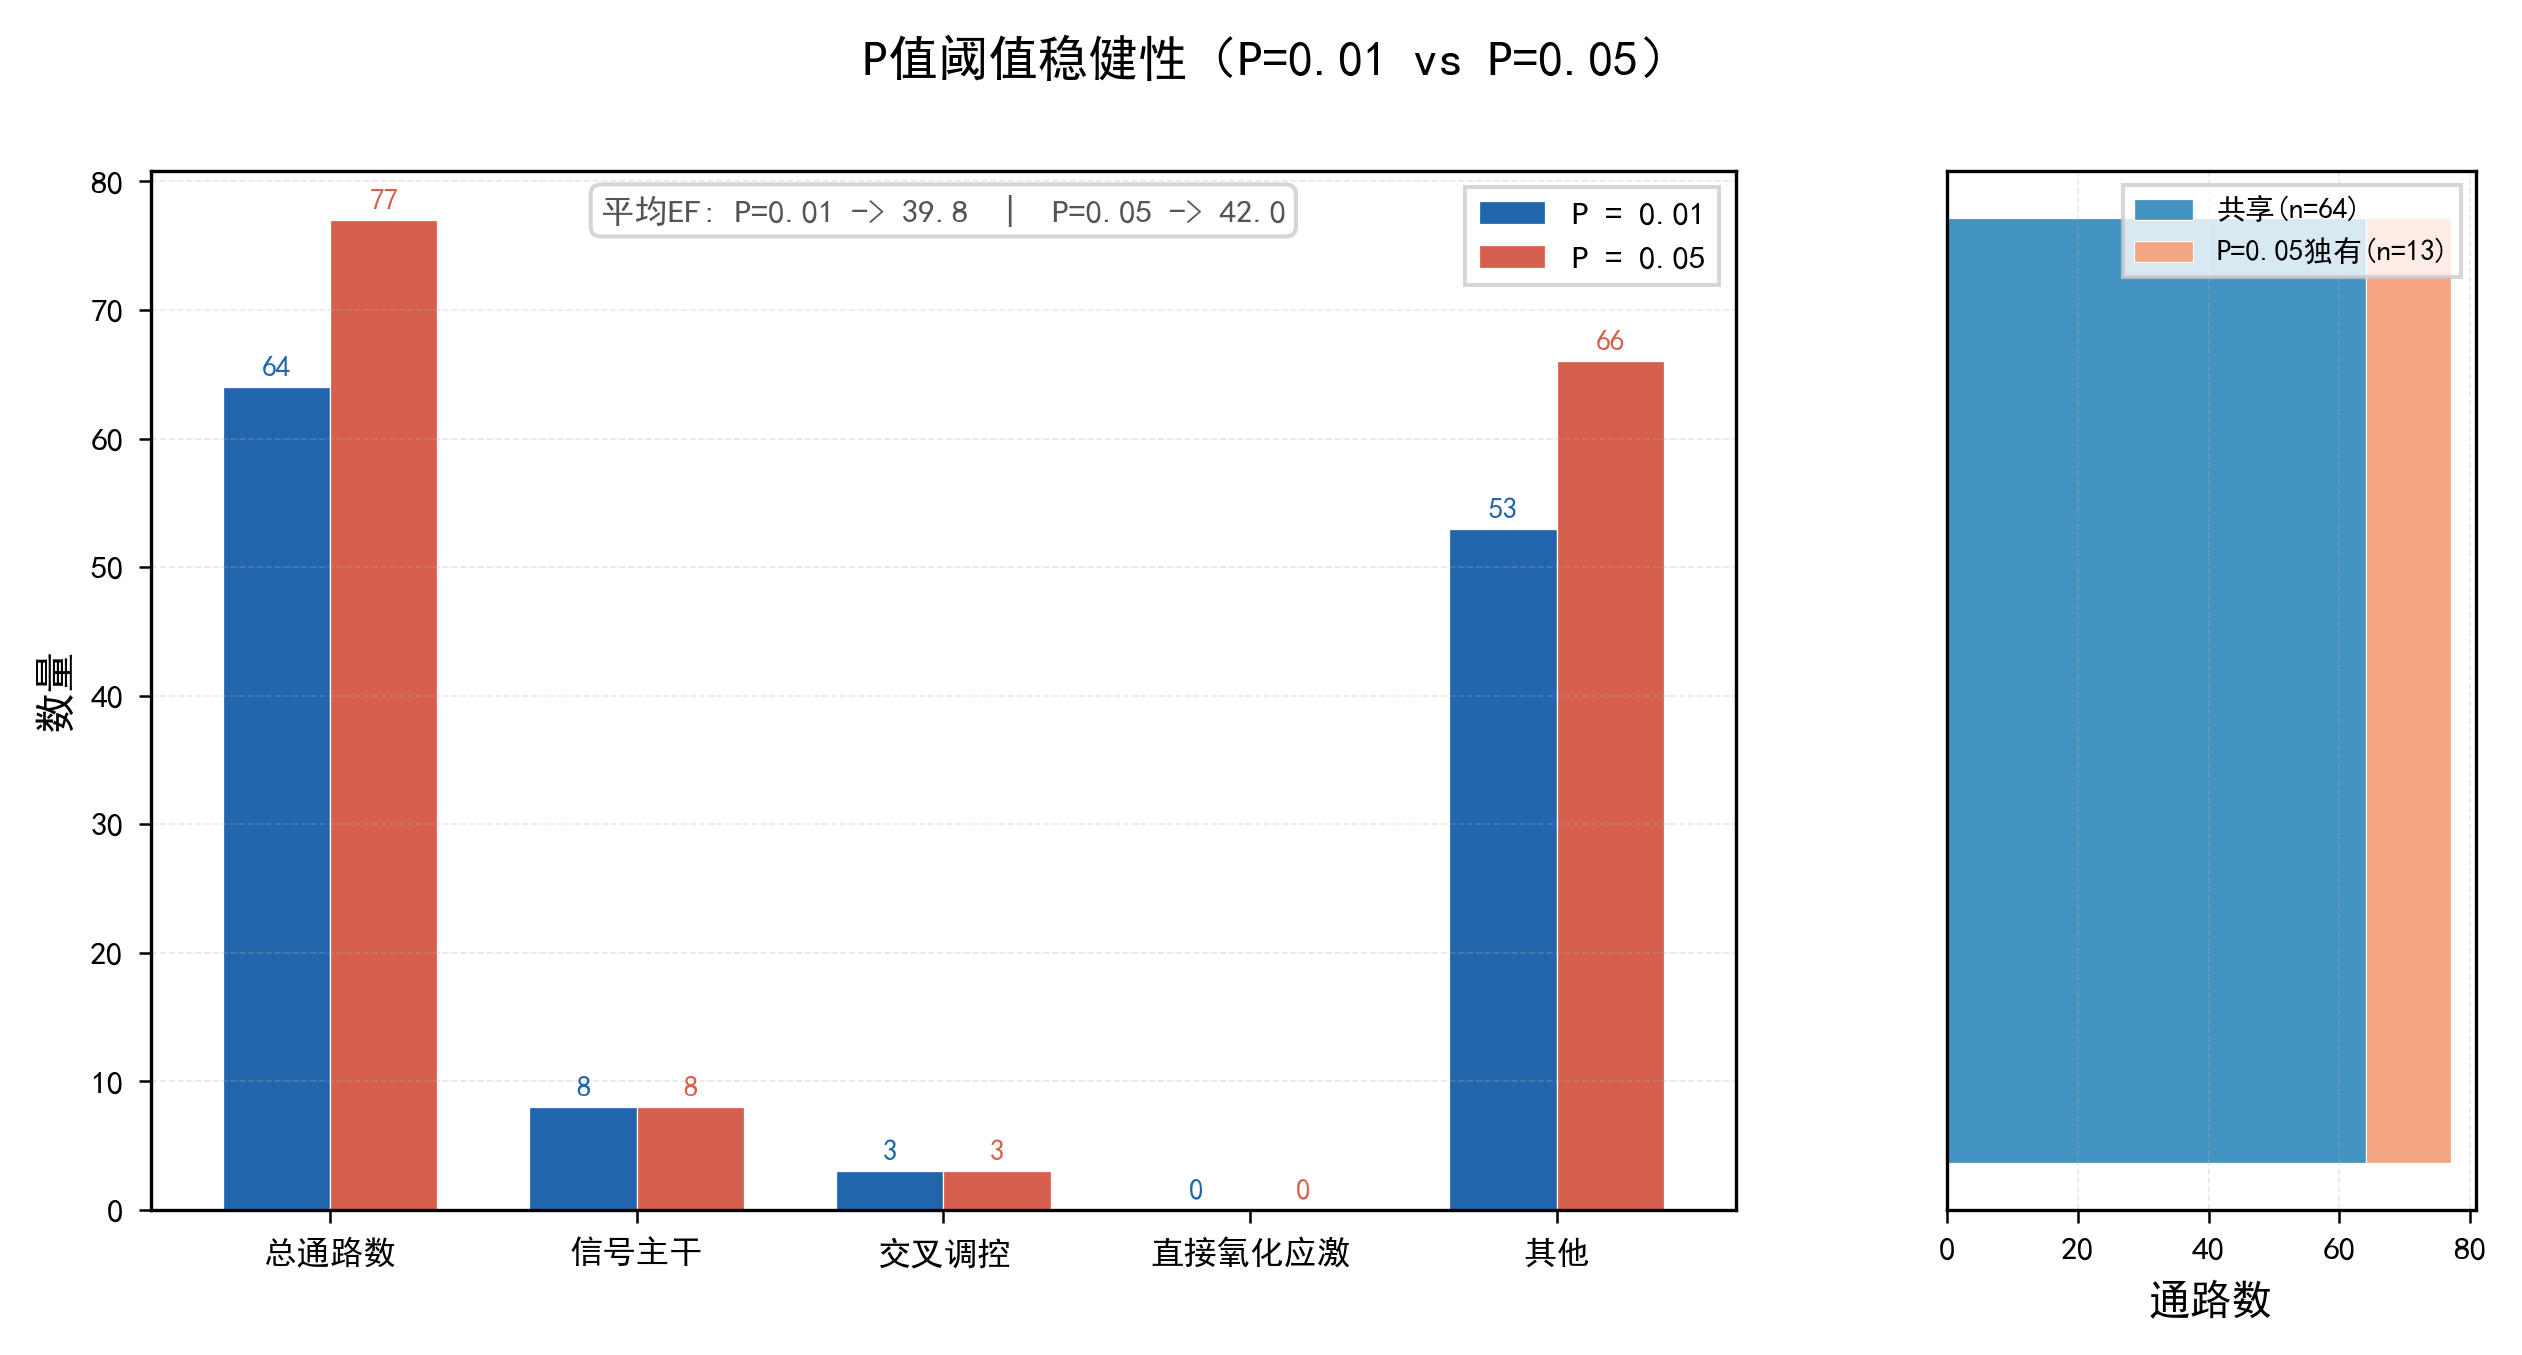 P值阈值稳健性（P=0.01 vs P=0.05）
平均EF: P=0.01 -> 39.8 | P=0.05 -> 42.0
P = 0.01
P = 0.05
数量
80
70
60
50
40
30
20
10
0
64
77
8
8
3
3
0
0
53
66
总通路数
信号主干
交叉调控
直接氧化应激
其他
共享(n=64)
P=0.05独有(n=13)
0
20
40
60
80
通路数